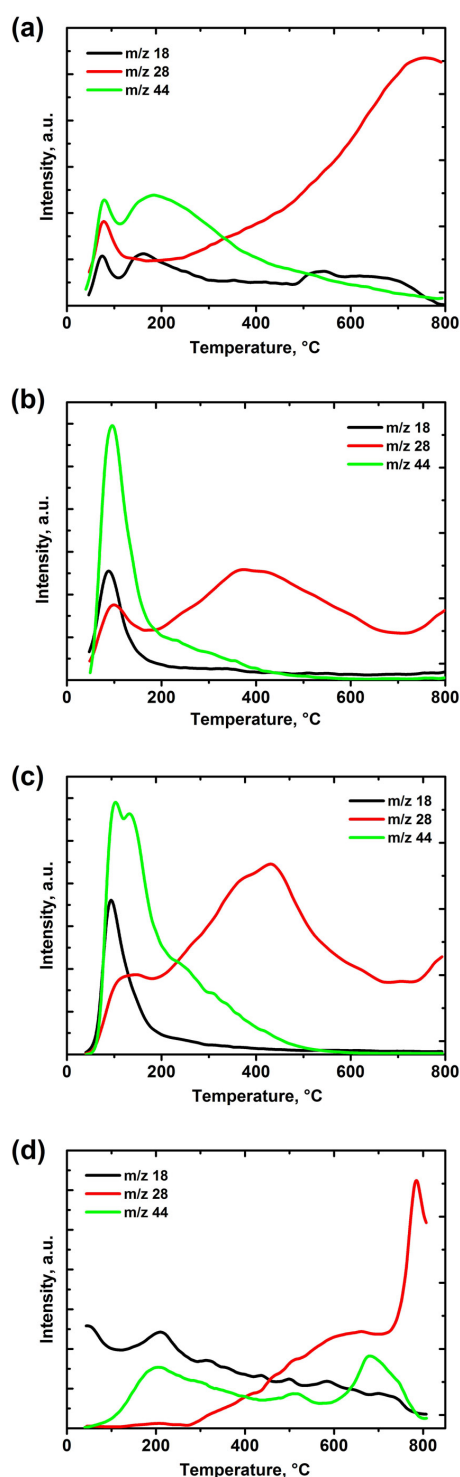 (a)
m/z 18
m/z 28
m/z 44
Intensity, a.u.
0 200 400 600 800
Temperature, °C
(b)
m/z 18
m/z 28
m/z 44
Intensity, a.u.
0 200 400 600 800
Temperature, °C
(c)
m/z 18
m/z 28
m/z 44
Intensity, a.u.
0 200 400 600 800
Temperature, °C
(d)
m/z 18
m/z 28
m/z 44
Intensity, a.u.
0 200 400 600 800
Temperature, °C